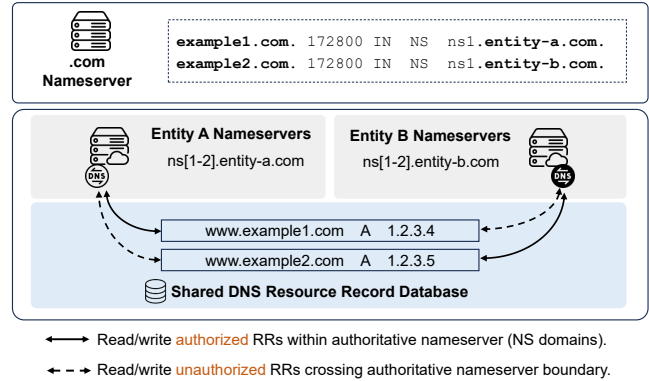 .com
Nameserver
example1.com. 172800 IN NS ns1.entity-a.com.
example2.com. 172800 IN NS ns1.entity-b.com.
Entity A Nameservers
ns[1-2].entity-a.com
DNS
Entity B Nameservers
ns[1-2].entity-b.com
DNS
www.example1.com A 1.2.3.4
www.example2.com A 1.2.3.5
Shared DNS Resource Record Database
Read/write authorized RRs within authoritative nameserver (NS domains).
Read/write unauthorized RRs crossing authoritative nameserver boundary.